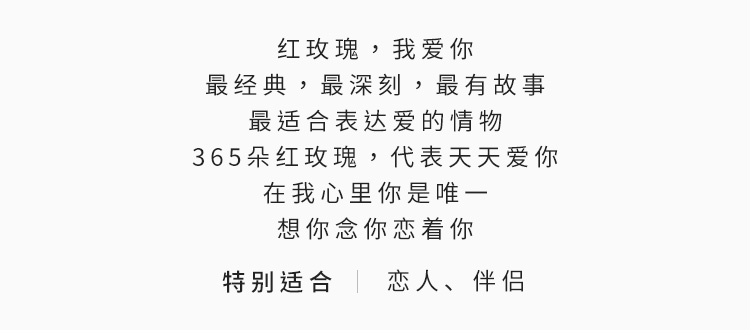 红玫瑰，我爱你
最经典，最深刻，最有故事
最适合表达爱的情物
365朵红玫瑰，代表天天爱你
在我心里你是唯一
想你念你恋着你
特别适合｜恋人、伴侣